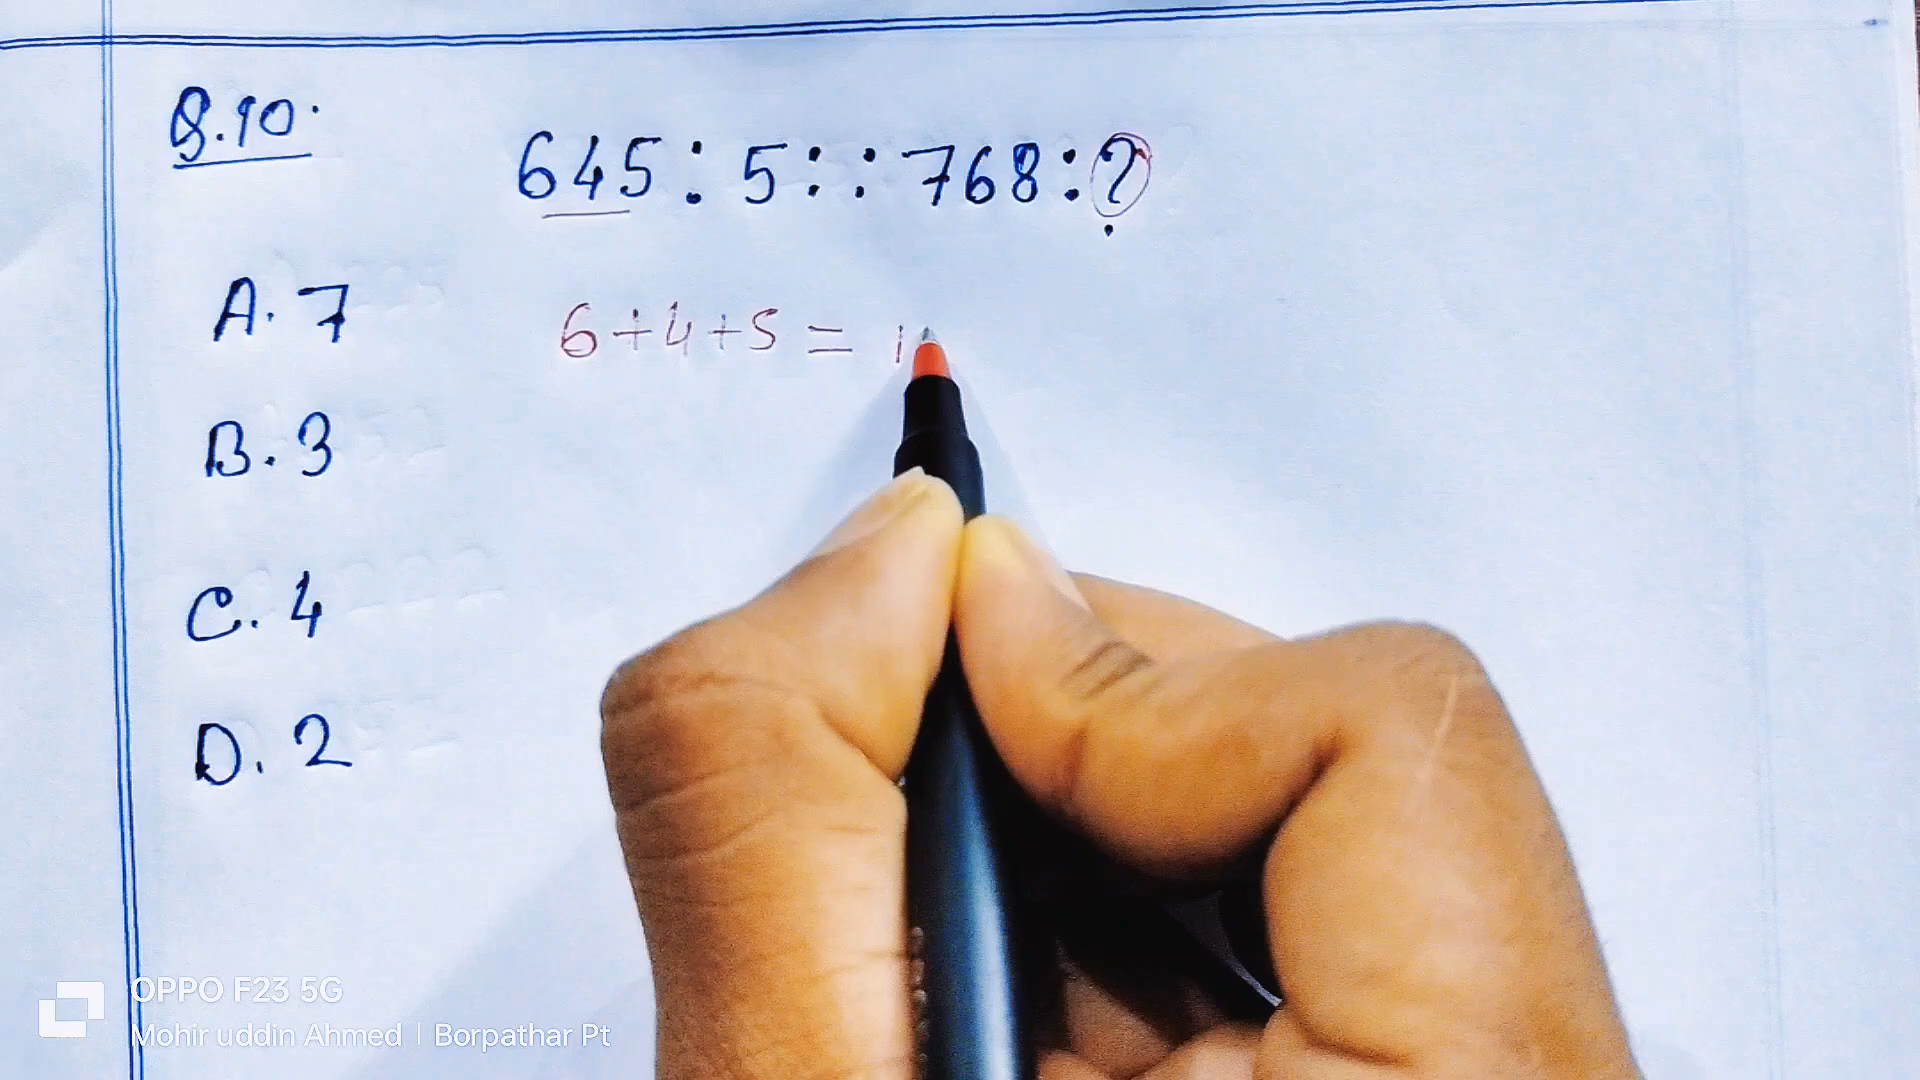 Q.10.
645 : 5 :: 768 : ?
6+4+5 = 1
A. 7
B. 3
C. 4
D. 2
OPPO F23 5G
Mohir uddin Ahmed | Borpathar Pt